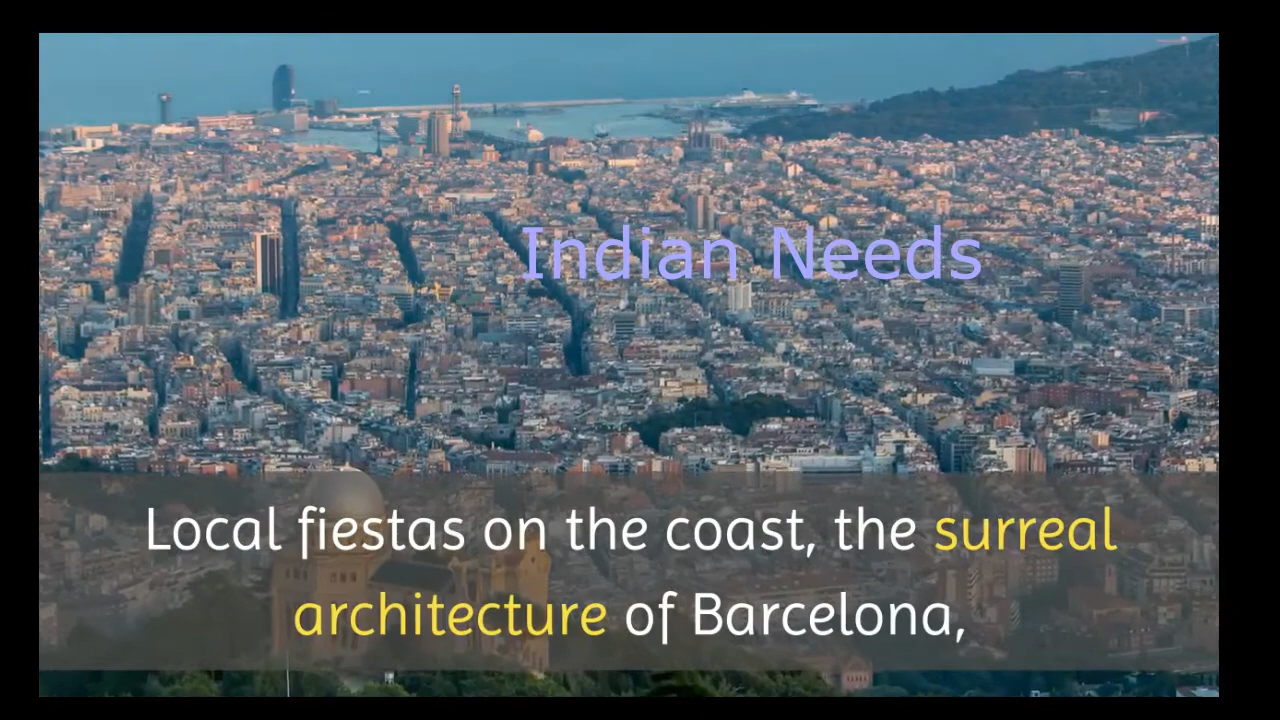 Indian Needs
Local fiestas on the coast, the surreal
architecture of Barcelona,